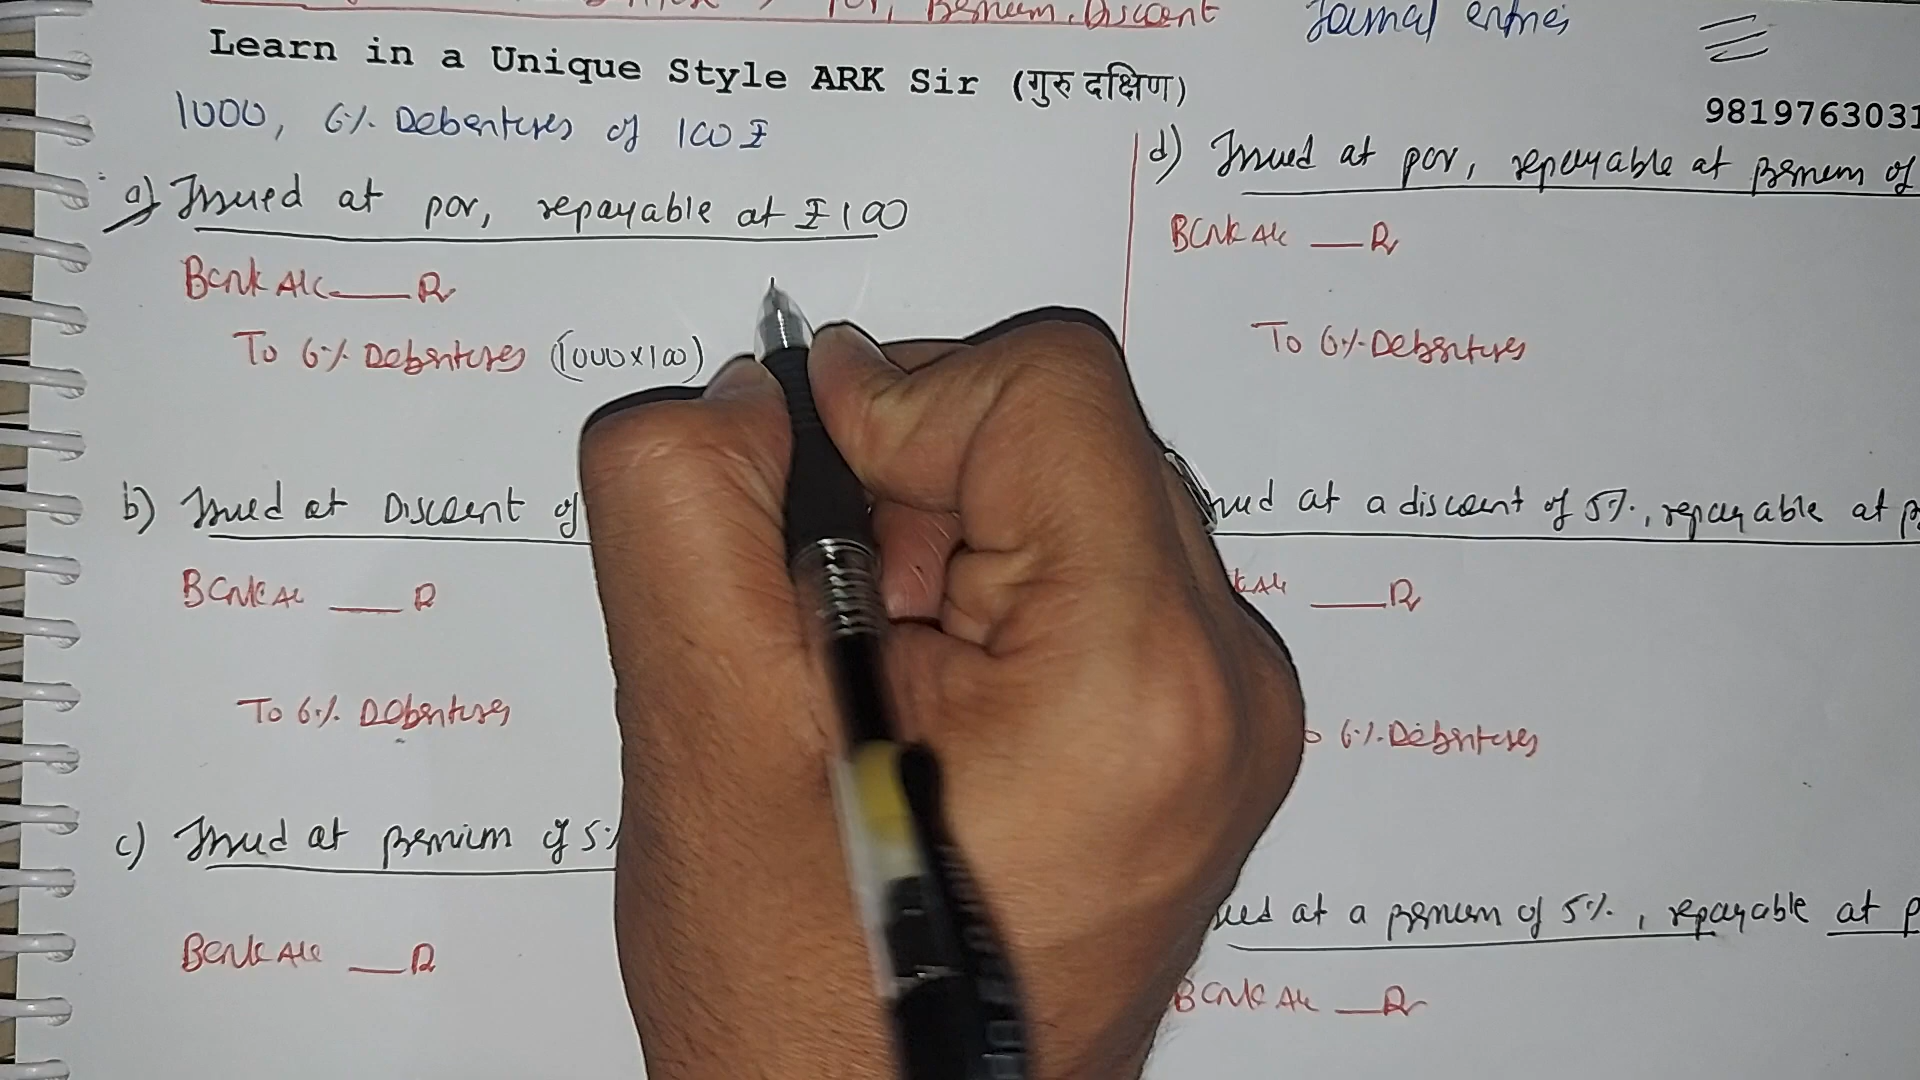 Par, Premium, Discount
Journal entries
Learn in a Unique Style ARK Sir (गुरु दक्षिण)
9819763031
1000, 6% Debentures of 100 ₹
a) Issued at par, repayable at ₹100
Bank A/c ___ Dr
To 6% Debentures (1000x100)
b) Issued at Discount of
Bank A/c ___ Dr
To 6% Debentures
c) Issued at premium of 5%
Bank A/c ___ Dr
d) Issued at par, repayable at premium of
Bank A/c ___ Dr
To 6% Debentures
at a discount of 5%, repayable at
A/c ___ Dr
6% Debentures
at a premium of 5%, repayable at
Bank A/c ___ Dr